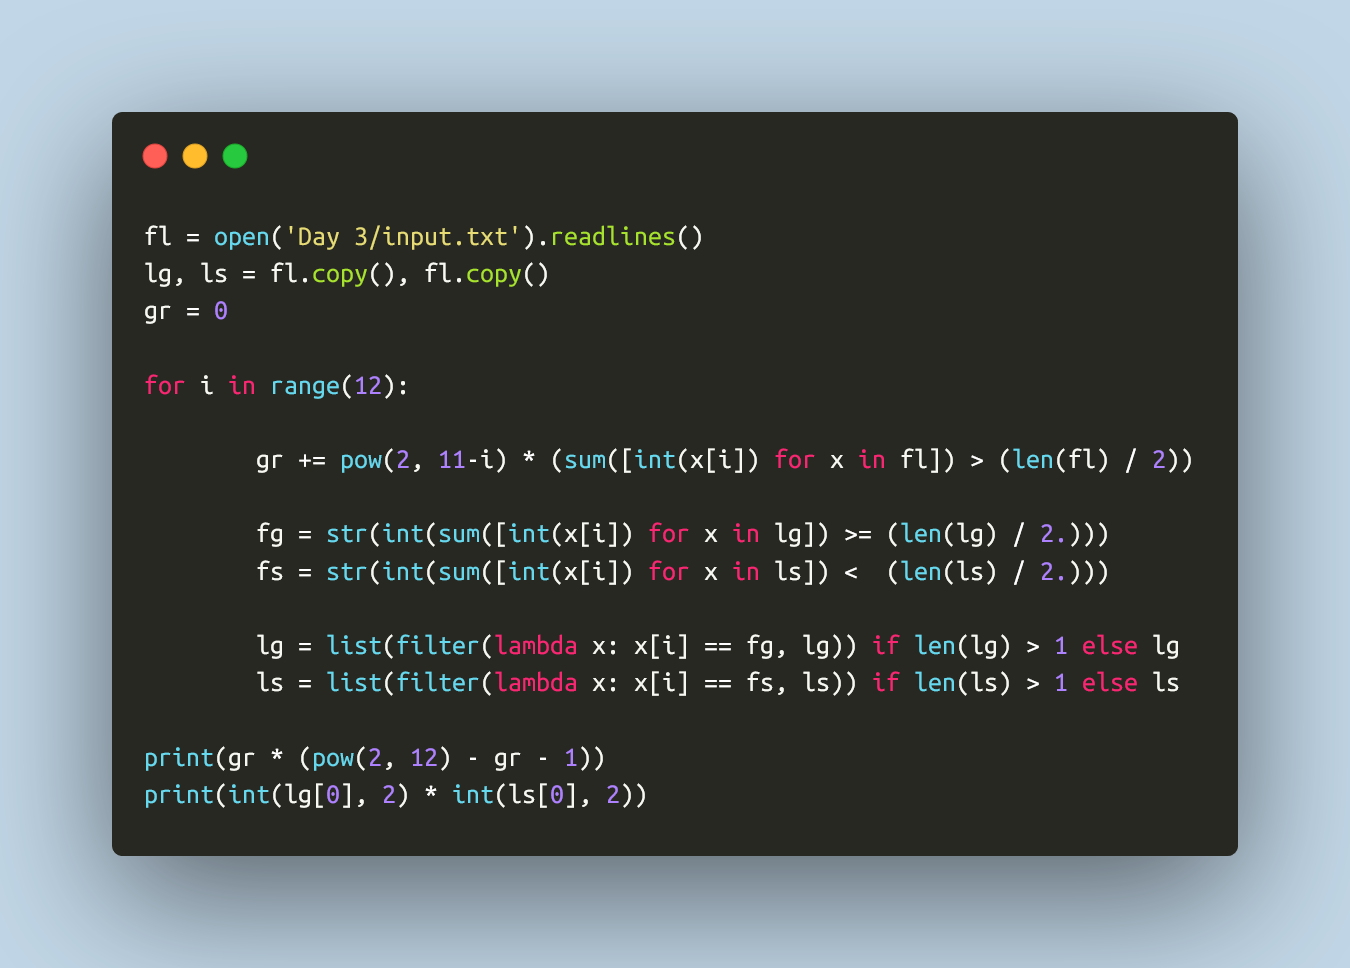 fl = open('Day 3/input.txt').readlines()
lg, ls = fl.copy(), fl.copy()
gr = 0
for i in range(12):
        gr += pow(2, 11-i) * (sum([int(x[i]) for x in fl]) > (len(fl) / 2))
        fg = str(int(sum([int(x[i]) for x in lg]) >= (len(lg) / 2.)))
        fs = str(int(sum([int(x[i]) for x in ls]) <  (len(ls) / 2.)))
        lg = list(filter(lambda x: x[i] == fg, lg)) if len(lg) > 1 else lg
        ls = list(filter(lambda x: x[i] == fs, ls)) if len(ls) > 1 else ls
print(gr * (pow(2, 12) - gr - 1))
print(int(lg[0], 2) * int(ls[0], 2))